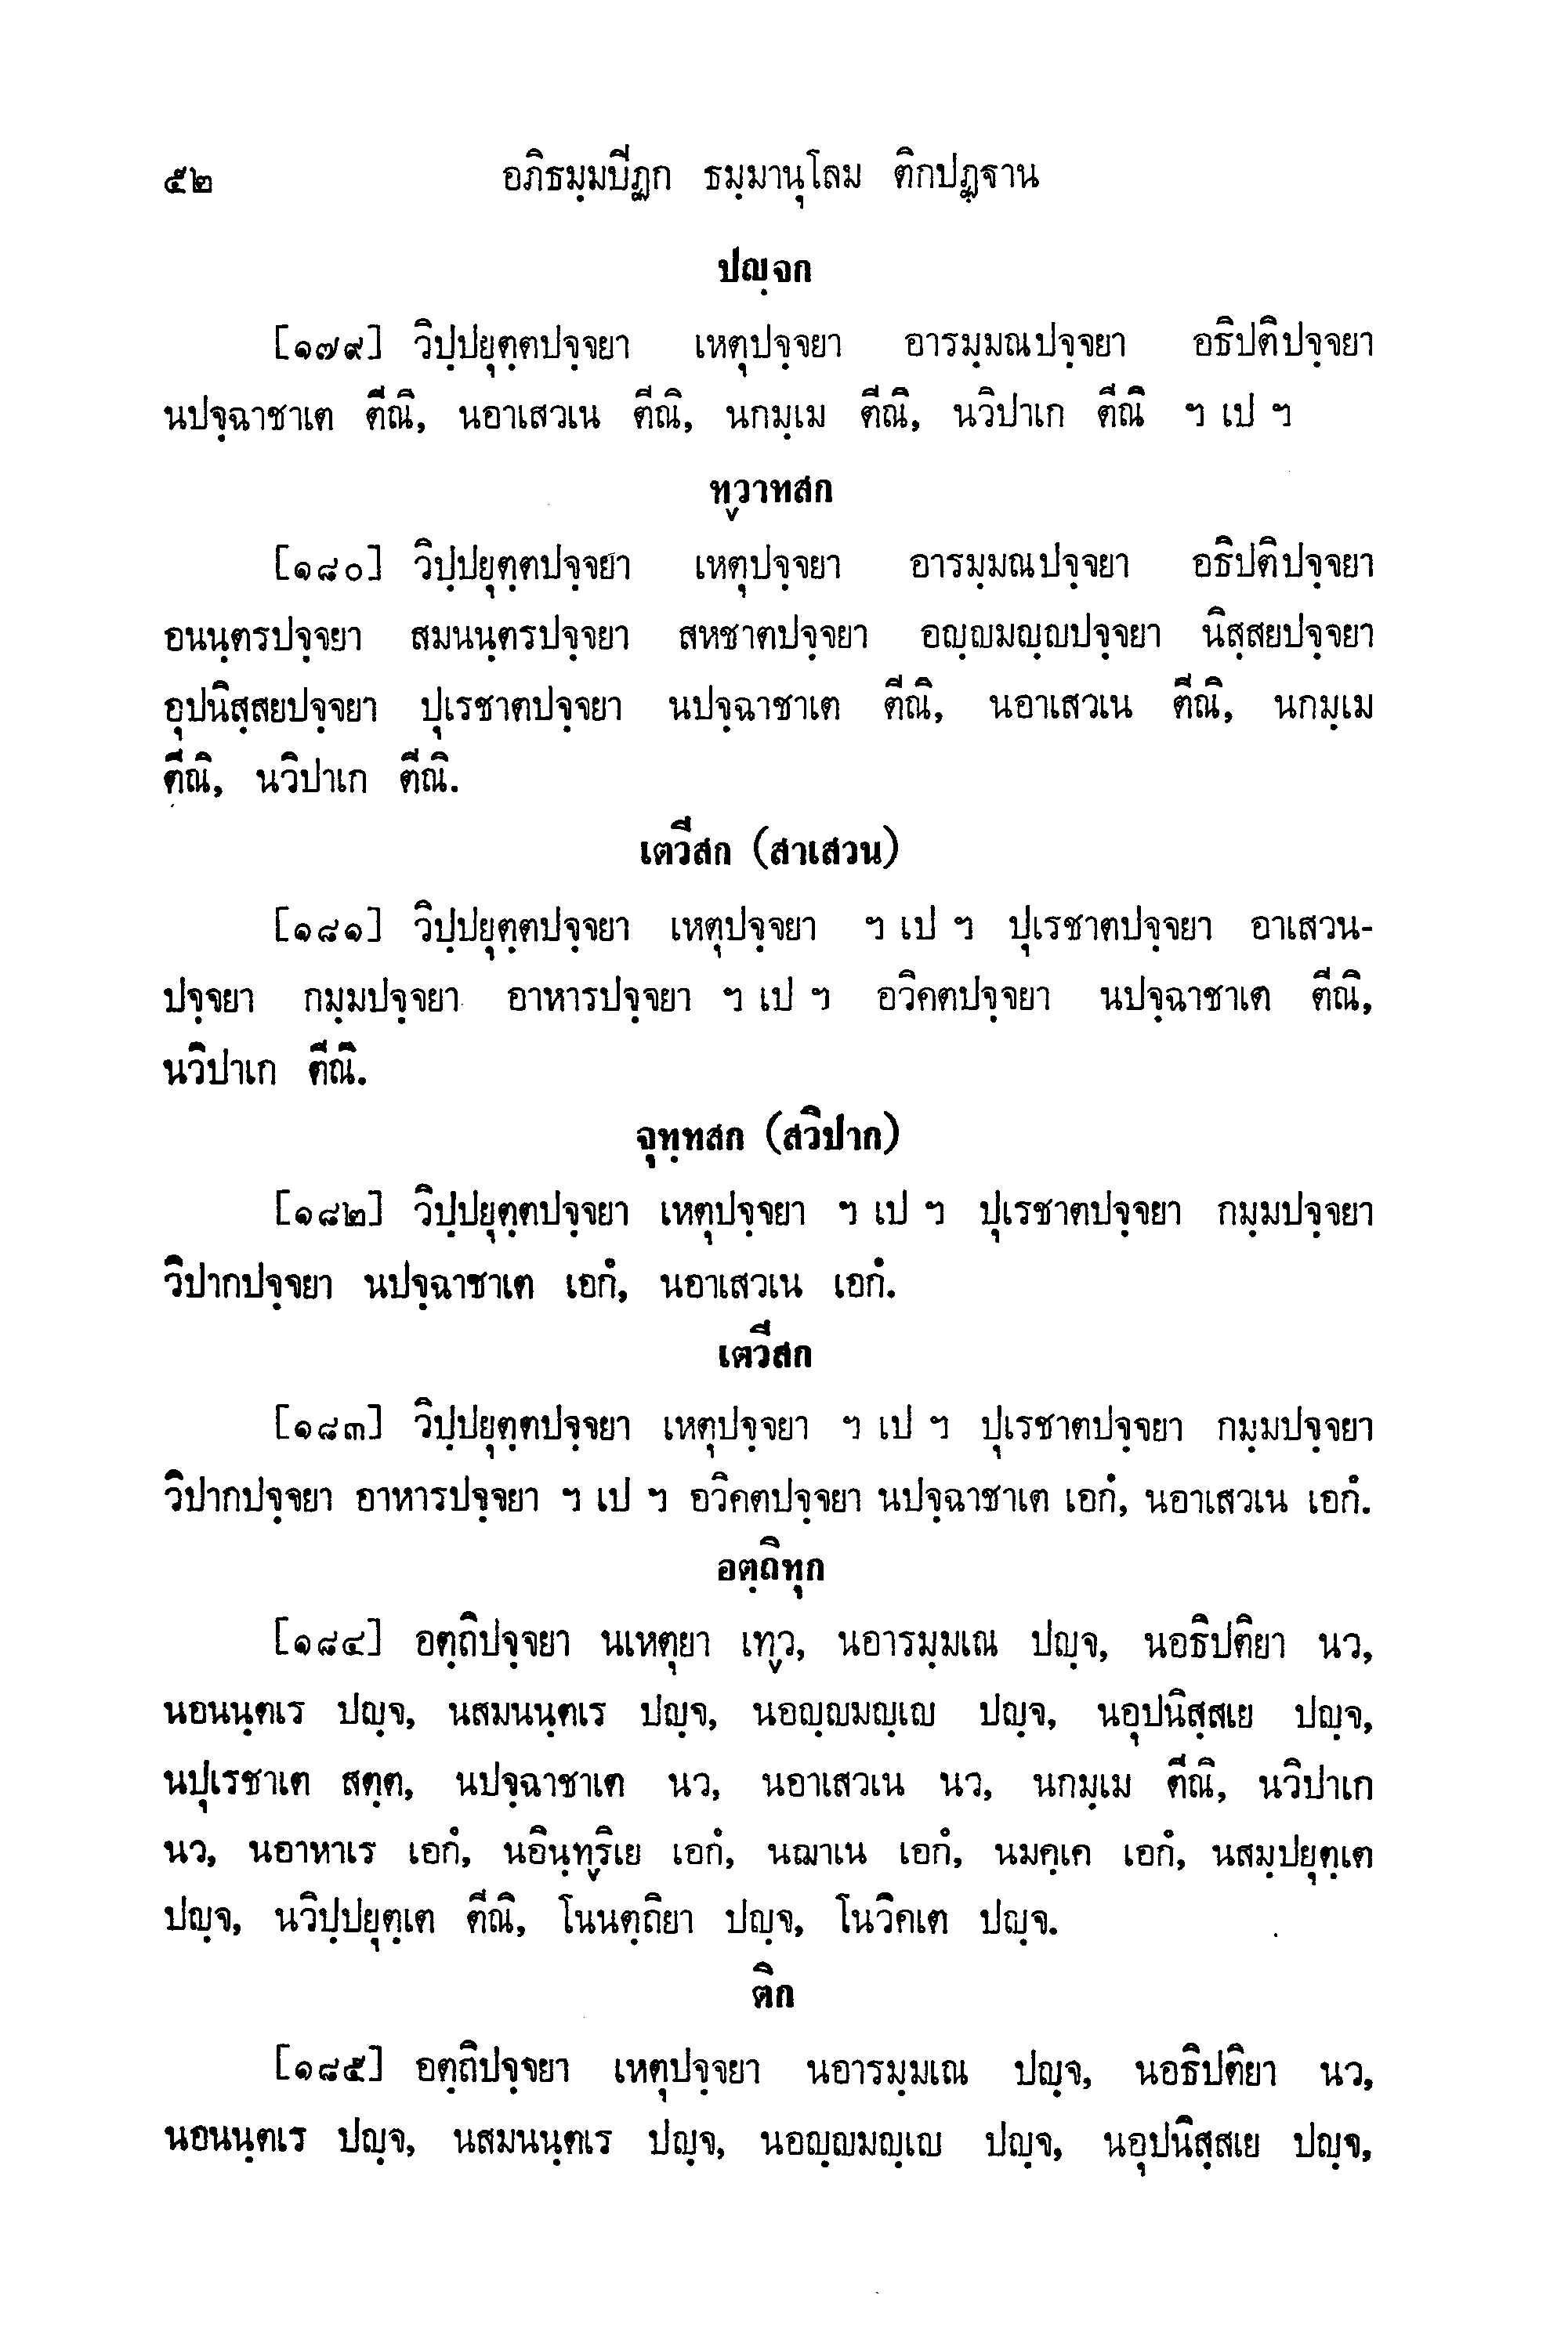 ๕๒ อภิธมฺมปีฏก ธมฺมานุโลม ติกปฏฺฐาน
ปญฺจก
[๑๗๙] วิปฺปยุตฺตปจฺจยา เหตุปจฺจยา อารมฺมณปจฺจยา อธิปติปจฺจยา
นปจฺฉาชาเต ตีณิ, นอาเสวเน ตีณิ, นกมฺเม ตีณิ, นวิปาเก ตีณิ ฯ เป ฯ
ทฺวาทสก
[๑๘๐] วิปฺปยุตฺตปจฺจยา เหตุปจฺจยา อารมฺมณปจฺจยา อธิปติปจฺจยา
อนนฺตรปจฺจยา สมนนฺตรปจฺจยา สหชาตปจฺจยา อญฺญมญฺญปจฺจยา นิสฺสยปจฺจยา
อุปนิสฺสยปจฺจยา ปุเรชาตปจฺจยา นปจฺฉาชาเต ตีณิ, นอาเสวเน ตีณิ, นกมฺเม
ตีณิ, นวิปาเก ตีณิ.
เตวีสก (สาเสวน)
[๑๘๑] วิปฺปยุตฺตปจฺจยา เหตุปจฺจยา ฯ เป ฯ ปุเรชาตปจฺจยา อาเสวน-
ปจฺจยา กมฺมปจฺจยา อาหารปจฺจยา ฯ เป ฯ อวิคตปจฺจยา นปจฺฉาชาเต ตีณิ,
นวิปาเก ตีณิ.
จุทฺทสก (สวิปาก)
[๑๘๒] วิปฺปยุตฺตปจฺจยา เหตุปจฺจยา ฯ เป ฯ ปุเรชาตปจฺจยา กมฺมปจฺจยา
วิปากปจฺจยา นปจฺฉาชาเต เอกํ, นอาเสวเน เอกํ.
เตวีสก
[๑๘๓] วิปฺปยุตฺตปจฺจยา เหตุปจฺจยา ฯ เป ฯ ปุเรชาตปจฺจยา กมฺมปจฺจยา
วิปากปจฺจยา อาหารปจฺจยา ฯ เป ฯ อวิคตปจฺจยา นปจฺฉาชาเต เอกํ, นอาเสวเน เอกํ.
อตฺถิทุก
[๑๘๔] อตฺถิปจฺจยา นเหตุยา เทฺว, นอารมฺมเณ ปญฺจ, นอธิปติยา นว,
นอนนฺตเร ปญฺจ, นสมนนฺตเร ปญฺจ, นอญฺญมญฺเญ ปญฺจ, นอุปนิสฺสเย ปญฺจ,
นปุเรชาเต สตฺต, นปจฺฉาชาเต นว, นอาเสวเน นว, นกมฺเม ตีณิ, นวิปาเก
นว, นอาหาเร เอกํ, นอินฺทฺริเย เอกํ, นฌาเน เอกํ, นมคฺเค เอกํ, นสมฺปยุตฺเต
ปญฺจ, นวิปฺปยุตฺเต ตีณิ, โนนตฺถิยา ปญฺจ, โนวิคเต ปญฺจ.
ติก
[๑๘๕] อตฺถิปจฺจยา เหตุปจฺจยา นอารมฺมเณ ปญฺจ, นอธิปติยา นว,
นอนนฺตเร ปญฺจ, นสมนนฺตเร ปญฺจ, นอญฺญมญฺเญ ปญฺจ, นอุปนิสฺสเย ปญฺจ,